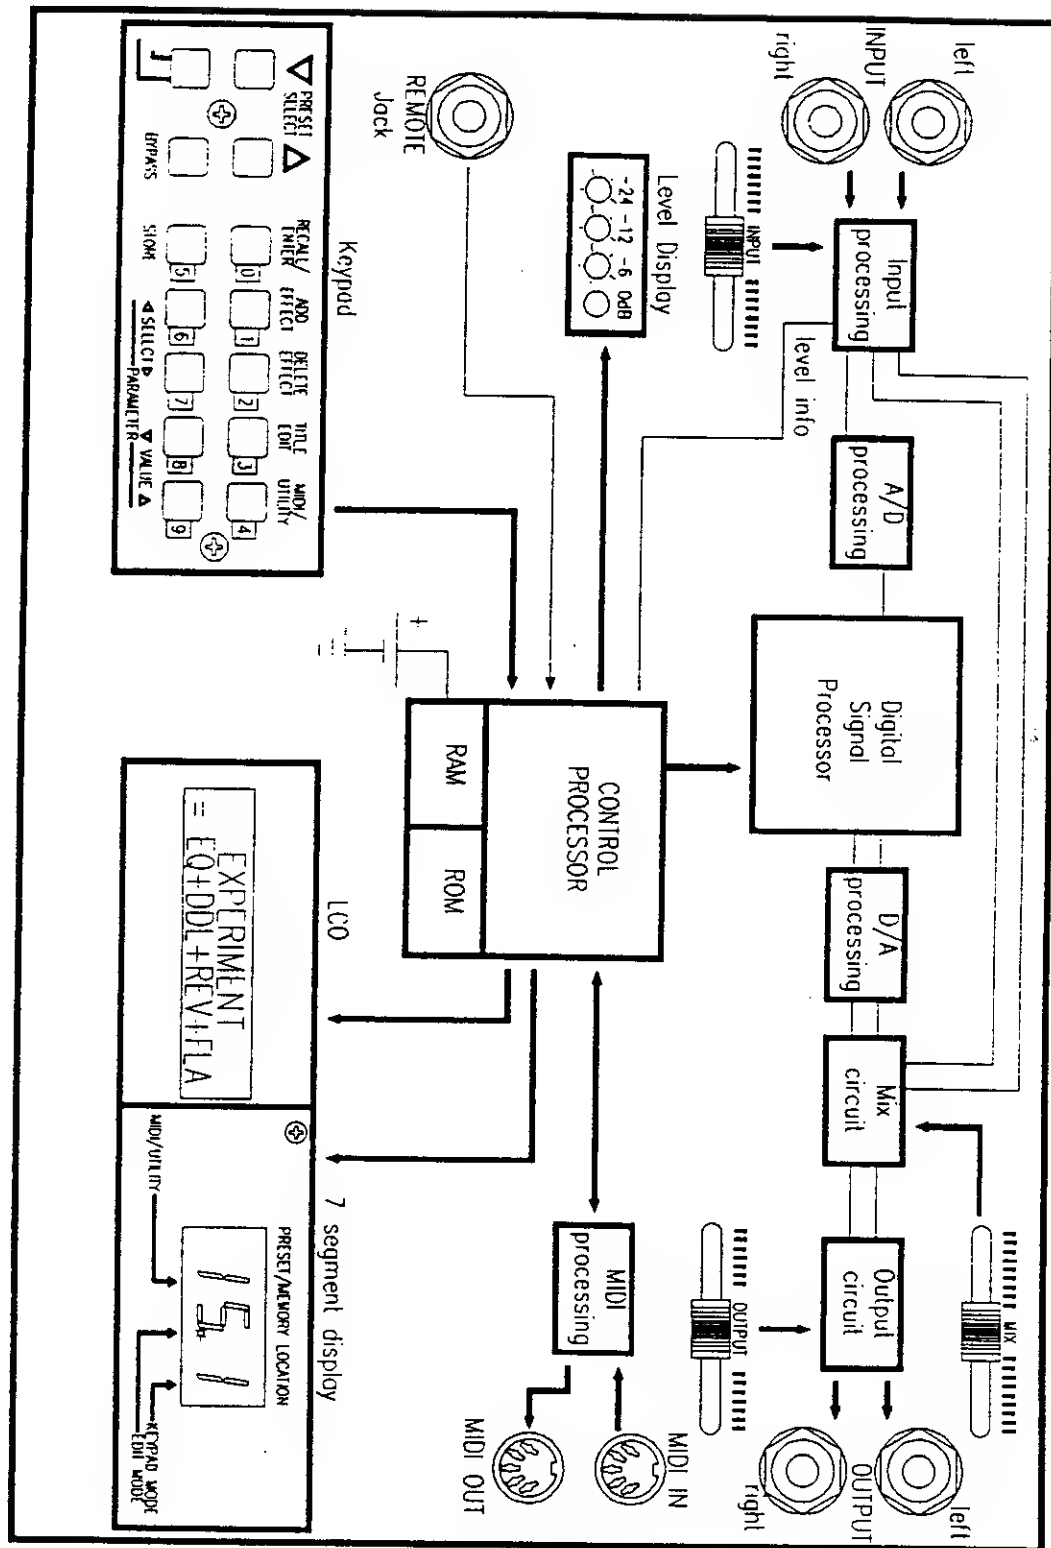 left
INPUT
right
Input
processing
A/D
processing
Digital
Signal
Processor
D/A
processing
Mix
circuit
Output
circuit
left
OUTPUT
right
MIX
INPUT
OUTPUT
level info
Level Display
-24 -12 -6 0dB
REMOTE
Jack
CONTROL
PROCESSOR
RAM
ROM
+
MIDI
processing
MIDI IN
MIDI OUT
Keypad
PRESET
SELECT
RECALL/
ENTER
ADD
EFFECT
DELETE
EFFECT
TITLE
EDIT
MIDI/
UTILITY
0 1 2 3 4
BYPASS
STORE
5 6 7 8 9
SELECT
PARAMETER
VALUE
LCD
EXPERIMENT
= EQ+DDL+REV+FLA
7 segment display
PRESET/MEMORY LOCATION
151
MIDI/UTILITY
KEYPAD MODE
EDIT MODE